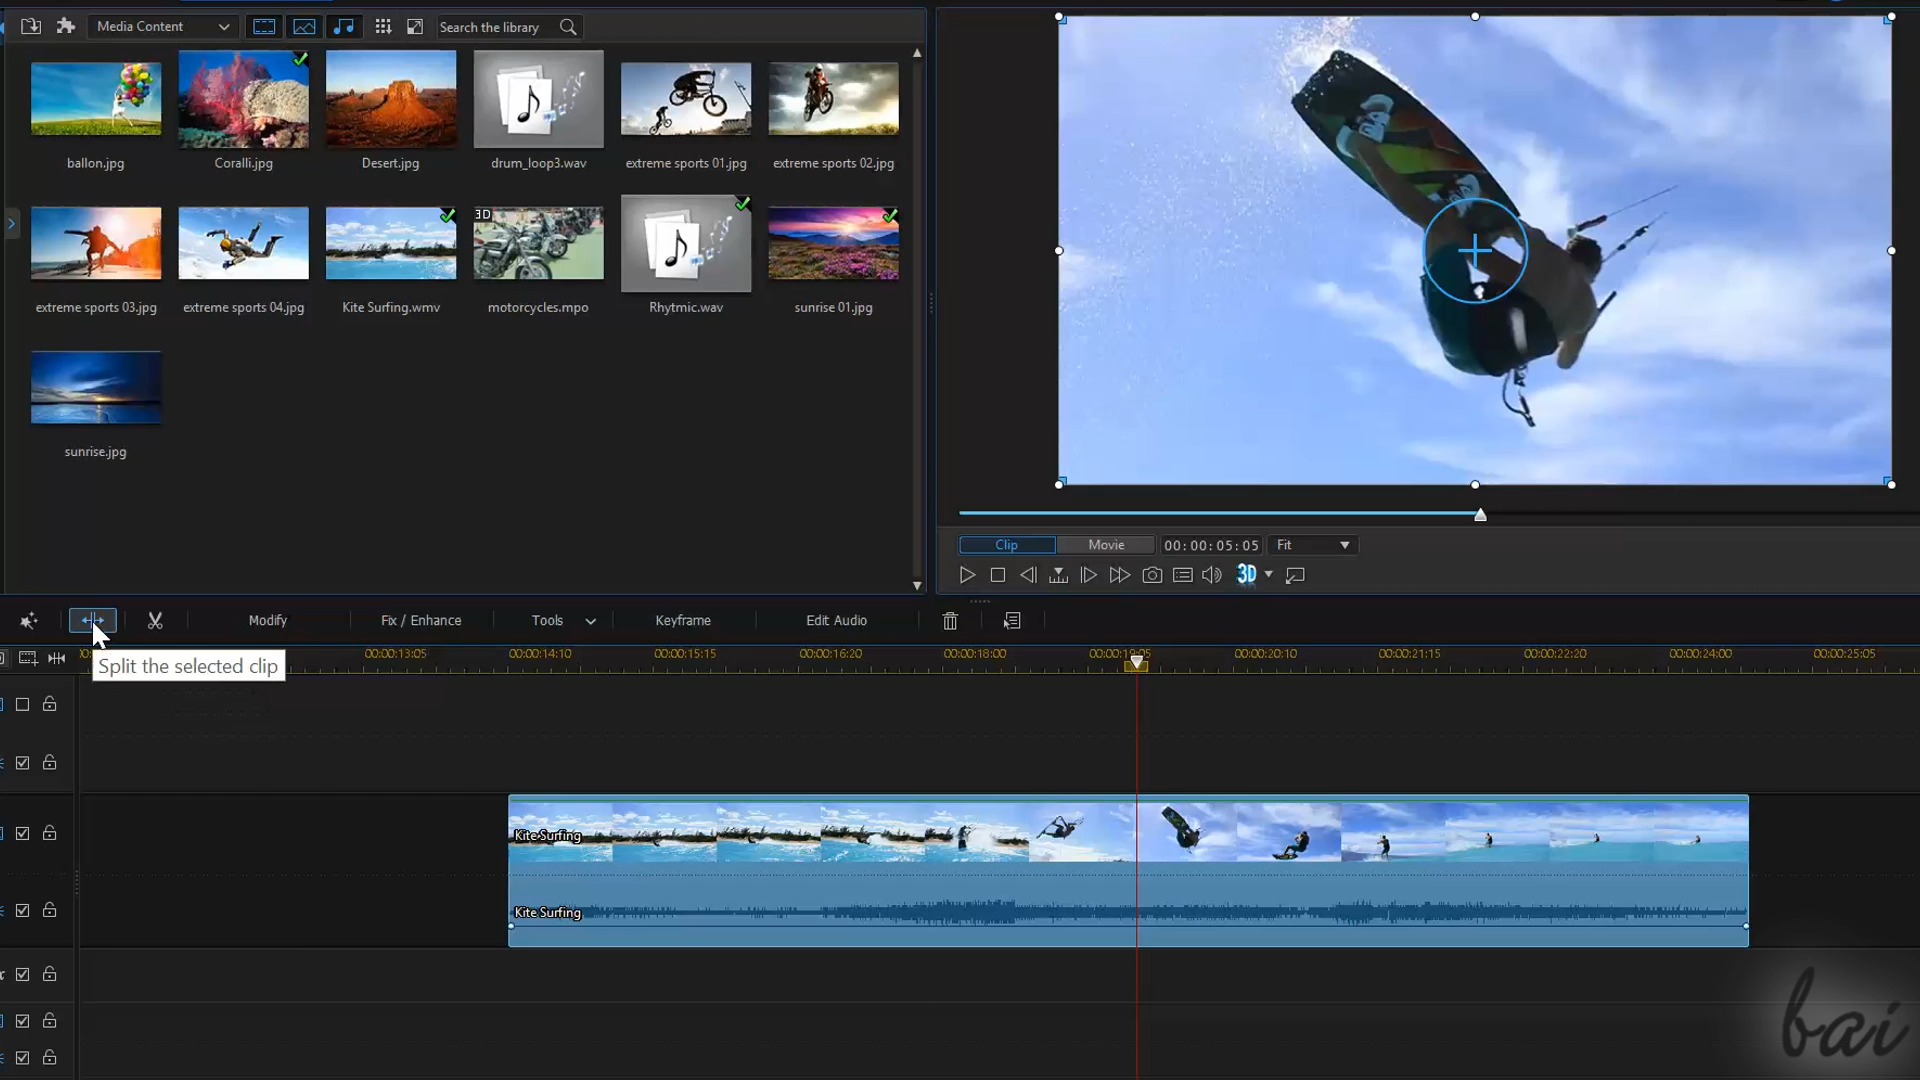 Media Content
Search the library
ballon.jpg
Coralli.jpg
Desert.jpg
drum_loop3.wav
extreme sports 01.jpg
extreme sports 02.jpg
3D
extreme sports 03.jpg
extreme sports 04.jpg
Kite Surfing.wmv
motorcycles.mpo
Rhytmic.wav
sunrise 01.jpg
sunrise.jpg
Clip
Movie
00:00:05:05
Fit
3D
Modify
Fix / Enhance
Tools
Keyframe
Edit Audio
Split the selected clip
00:00:13:05
00:00:14:10
00:00:15:15
00:00:16:20
00:00:18:00
00:00:19:05
00:00:20:10
00:00:21:15
00:00:22:20
00:00:24:00
00:00:25:05
Kite Surfing
Kite Surfing
bai